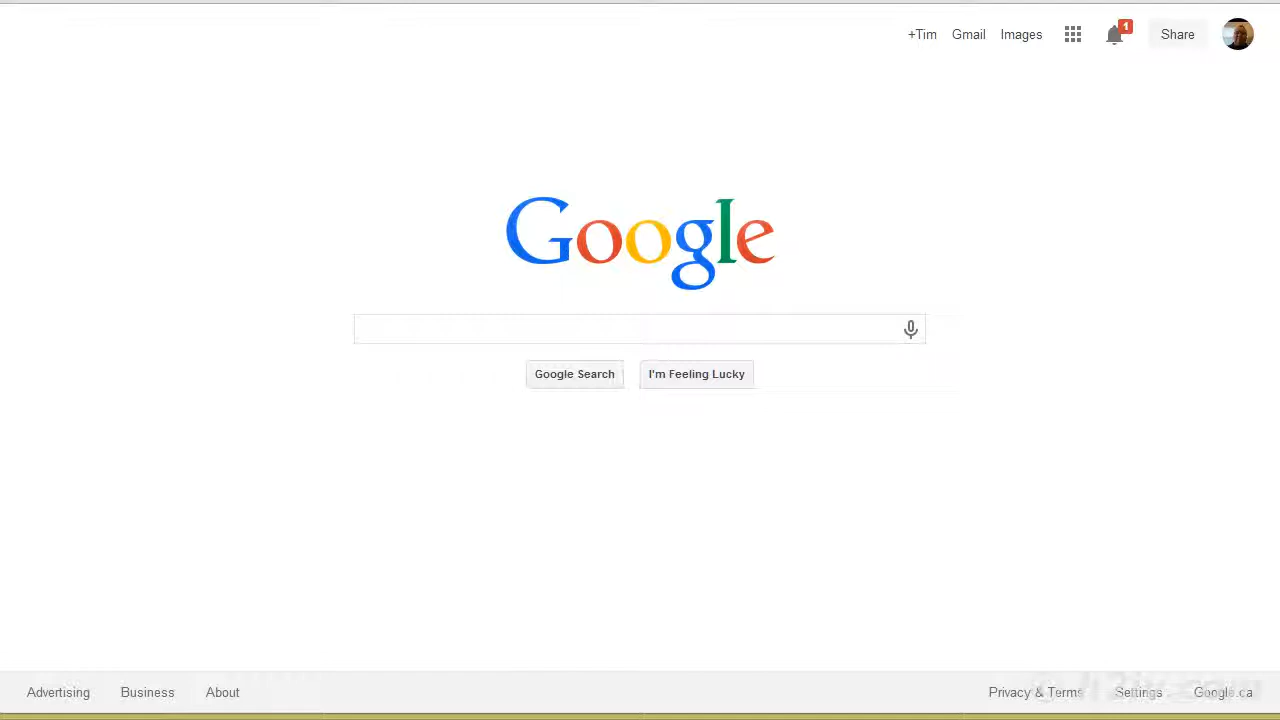 +Tim Gmail Images 1 Share
Google
Google Search I'm Feeling Lucky
Advertising Business About Privacy & Terms Settings Google.ca